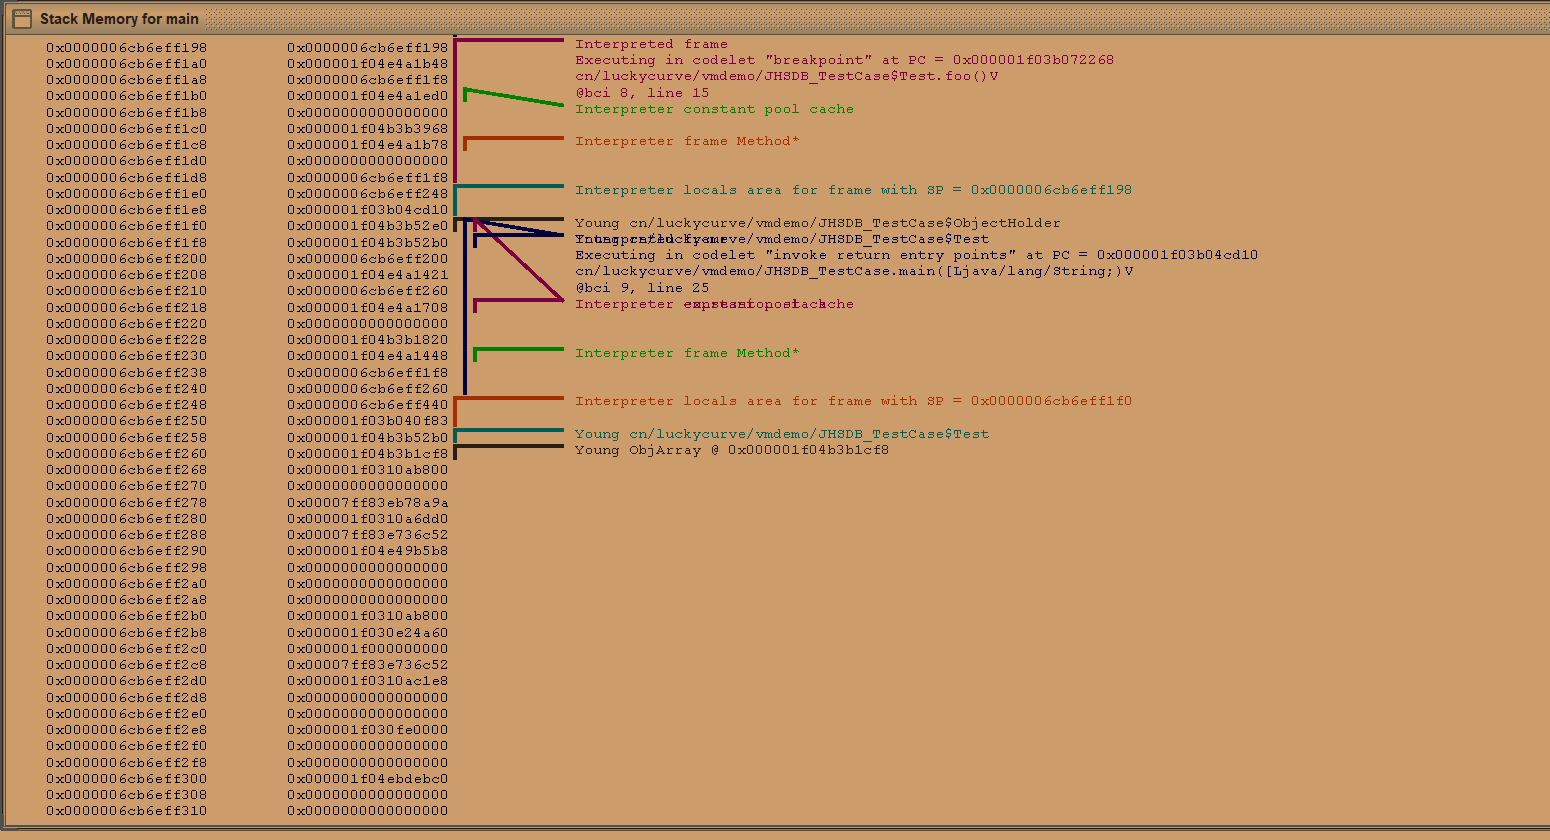 Stack Memory for main
0x0000006cb6eff198 0x0000006cb6eff198 Interpreted frame
0x0000006cb6eff1a0 0x000001f04e4a1b48 Executing in codelet "breakpoint" at PC = 0x000001f03b072268
0x0000006cb6eff1a8 0x0000006cb6eff1f8 cn/luckycurve/vmdemo/JHSDB_TestCase$Test.foo()V
0x0000006cb6eff1b0 0x000001f04e4a1ed0 @bci 8, line 15
0x0000006cb6eff1b8 0x0000000000000000 Interpreter constant pool cache
0x0000006cb6eff1c0 0x000001f04b3b3968
0x0000006cb6eff1c8 0x000001f04e4a1b78 Interpreter frame Method*
0x0000006cb6eff1d0 0x0000000000000000
0x0000006cb6eff1d8 0x0000006cb6eff1f8
0x0000006cb6eff1e0 0x0000006cb6eff248 Interpreter locals area for frame with SP = 0x0000006cb6eff198
0x0000006cb6eff1e8 0x000001f03b04cd10
0x0000006cb6eff1f0 0x000001f04b3b52e0 Young cn/luckycurve/vmdemo/JHSDB_TestCase$ObjectHolder
0x0000006cb6eff1f8 0x000001f04b3b52b0 Young cn/luckycurve/vmdemo/JHSDB_TestCase$Test
0x0000006cb6eff200 0x0000006cb6eff200 Executing in codelet "invoke return entry points" at PC = 0x000001f03b04cd10
0x0000006cb6eff208 0x000001f04e4a1421 cn/luckycurve/vmdemo/JHSDB_TestCase.main([Ljava/lang/String;)V
0x0000006cb6eff210 0x0000006cb6eff260 @bci 9, line 25
0x0000006cb6eff218 0x000001f04e4a1708 Interpreter
0x0000006cb6eff220 0x0000000000000000
0x0000006cb6eff228 0x000001f04b3b1820
0x0000006cb6eff230 0x000001f04e4a1448 Interpreter frame Method*
0x0000006cb6eff238 0x0000006cb6eff1f8
0x0000006cb6eff240 0x0000006cb6eff260
0x0000006cb6eff248 0x0000006cb6eff440 Interpreter locals area for frame with SP = 0x0000006cb6eff1f0
0x0000006cb6eff250 0x000001f03b040f83
0x0000006cb6eff258 0x000001f04b3b52b0 Young cn/luckycurve/vmdemo/JHSDB_TestCase$Test
0x0000006cb6eff260 0x000001f04b3b1cf8 Young ObjArray @ 0x000001f04b3b1cf8
0x0000006cb6eff268 0x000001f0310ab800
0x0000006cb6eff270 0x0000000000000000
0x0000006cb6eff278 0x00007ff83eb78a9a
0x0000006cb6eff280 0x000001f0310a6dd0
0x0000006cb6eff288 0x00007ff83e736c52
0x0000006cb6eff290 0x000001f04e49b5b8
0x0000006cb6eff298 0x0000000000000000
0x0000006cb6eff2a0 0x0000000000000000
0x0000006cb6eff2a8 0x0000000000000000
0x0000006cb6eff2b0 0x000001f0310ab800
0x0000006cb6eff2b8 0x000001f030e24a60
0x0000006cb6eff2c0 0x000001f000000000
0x0000006cb6eff2c8 0x00007ff83e736c52
0x0000006cb6eff2d0 0x000001f0310ac1e8
0x0000006cb6eff2d8 0x0000000000000000
0x0000006cb6eff2e0 0x0000000000000000
0x0000006cb6eff2e8 0x000001f030fe0000
0x0000006cb6eff2f0 0x0000000000000000
0x0000006cb6eff2f8 0x0000000000000000
0x0000006cb6eff300 0x000001f04ebdebc0
0x0000006cb6eff308 0x0000000000000000
0x0000006cb6eff310 0x0000000000000000